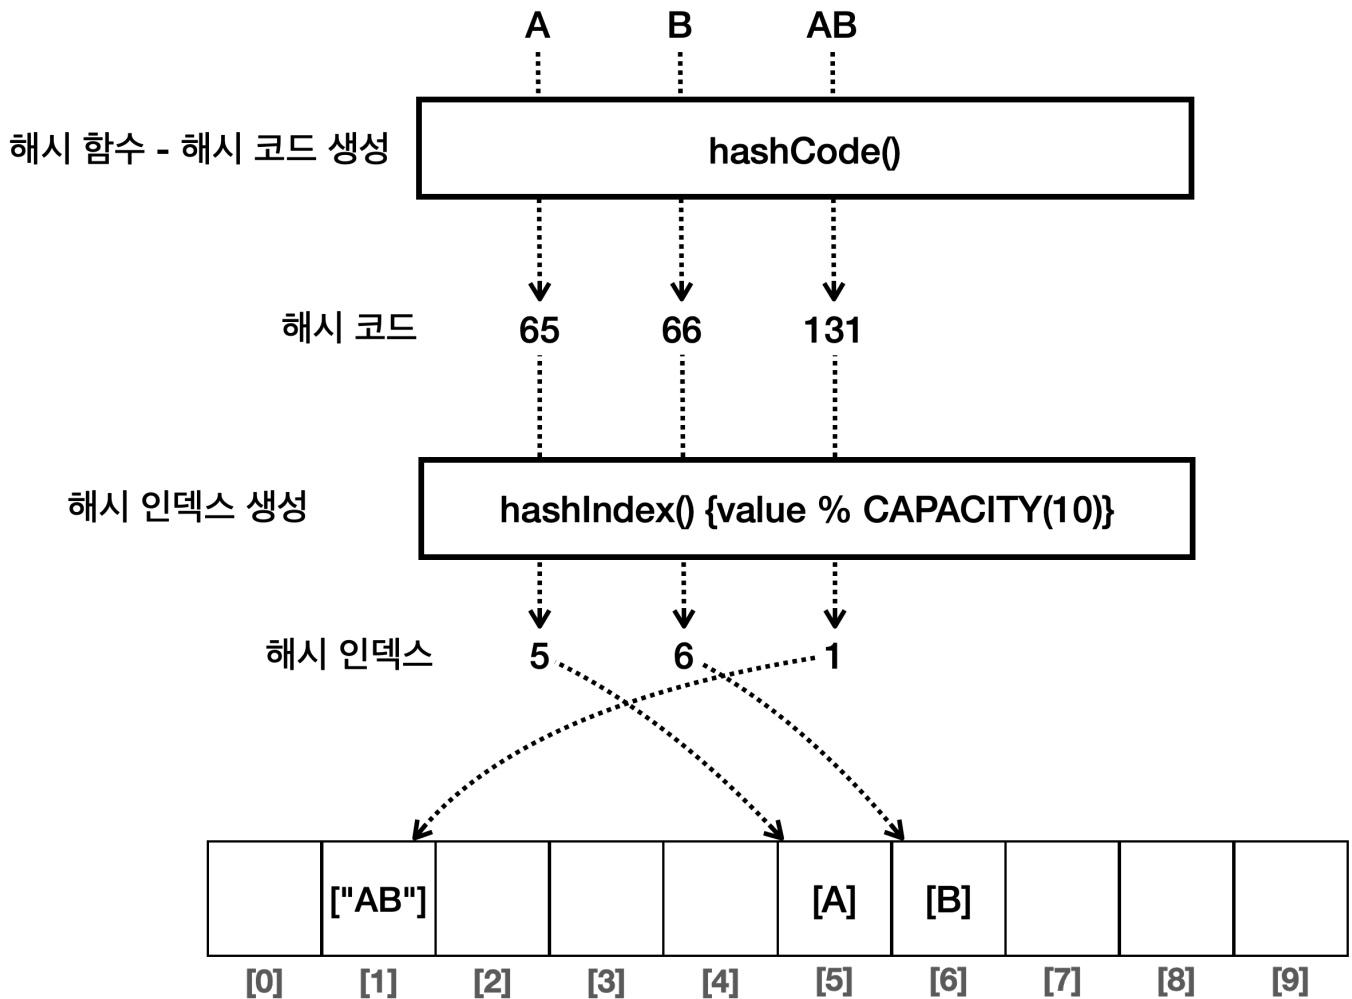 A B AB
해시 함수 - 해시 코드 생성 hashCode()
해시 코드 65 66 131
해시 인덱스 생성 hashIndex() {value % CAPACITY(10)}
해시 인덱스 5 6 1
["AB"] [A] [B]
[0] [1] [2] [3] [4] [5] [6] [7] [8] [9]